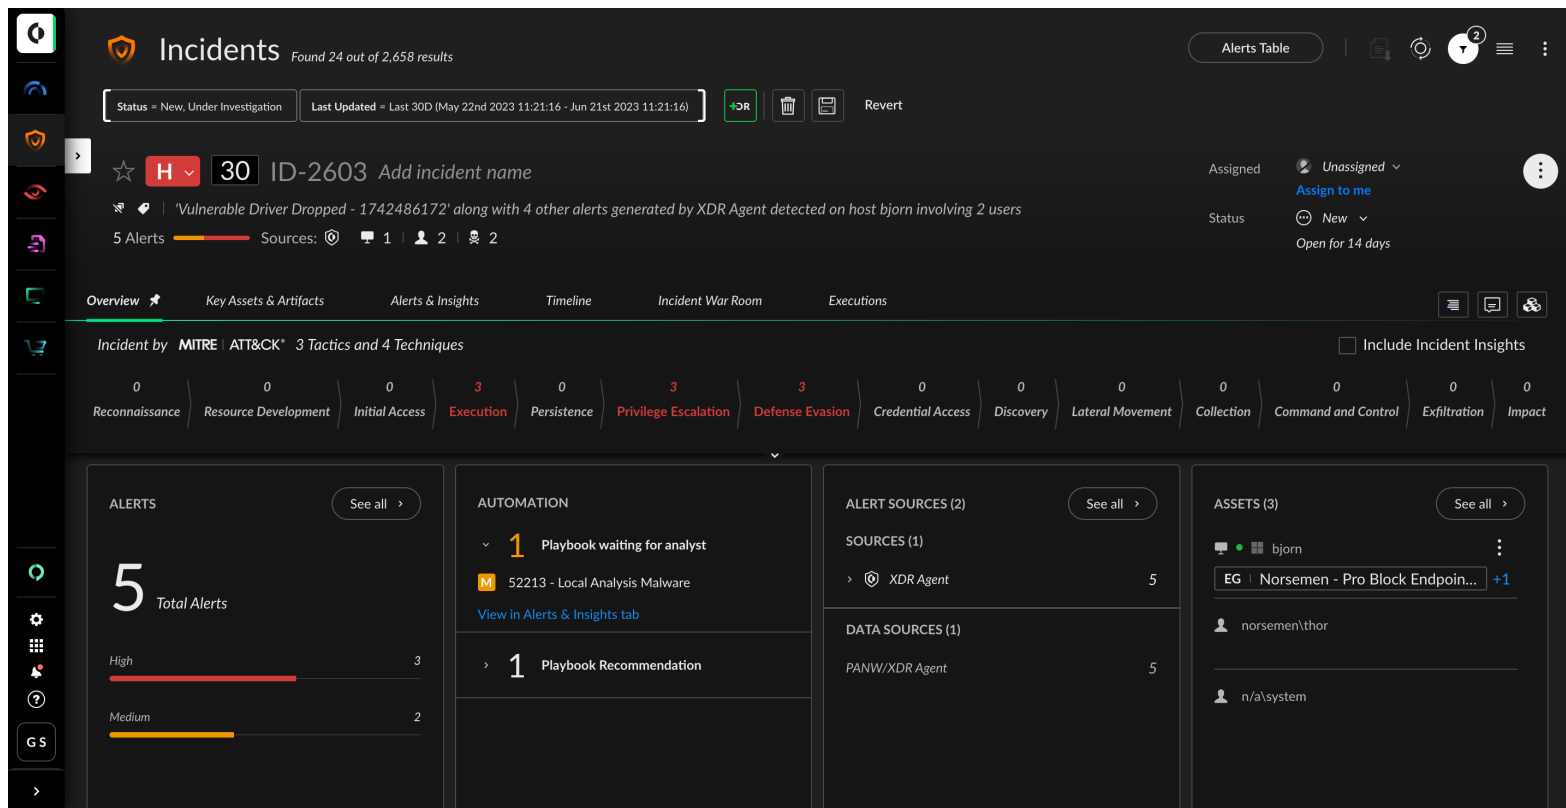 Incidents Found 24 out of 2,658 results
Alerts Table
2
Status = New, Under Investigation
Last Updated = Last 30D (May 22nd 2023 11:21:16 - Jun 21st 2023 11:21:16)
+OR
Revert
H 30 ID-2603 Add incident name
'Vulnerable Driver Dropped - 1742486172' along with 4 other alerts generated by XDR Agent detected on host bjorn involving 2 users
5 Alerts Sources: 1 2 2
Assigned Unassigned
Assign to me
Status New
Open for 14 days
Overview Key Assets & Artifacts Alerts & Insights Timeline Incident War Room Executions
Incident by MITRE | ATT&CK® 3 Tactics and 4 Techniques
Include Incident Insights
0 0 0 3 0 3 3 0 0 0 0 0 0 0
Reconnaissance Resource Development Initial Access Execution Persistence Privilege Escalation Defense Evasion Credential Access Discovery Lateral Movement Collection Command and Control Exfiltration Impact
ALERTS
See all
5 Total Alerts
High 3
Medium 2
AUTOMATION
1 Playbook waiting for analyst
M 52213 - Local Analysis Malware
View in Alerts & Insights tab
1 Playbook Recommendation
ALERT SOURCES (2)
See all
SOURCES (1)
XDR Agent 5
DATA SOURCES (1)
PANW/XDR Agent 5
ASSETS (3)
See all
bjorn
EG | Norsemen - Pro Block Endpoin... +1
norsemen\thor
n/a\system
G S